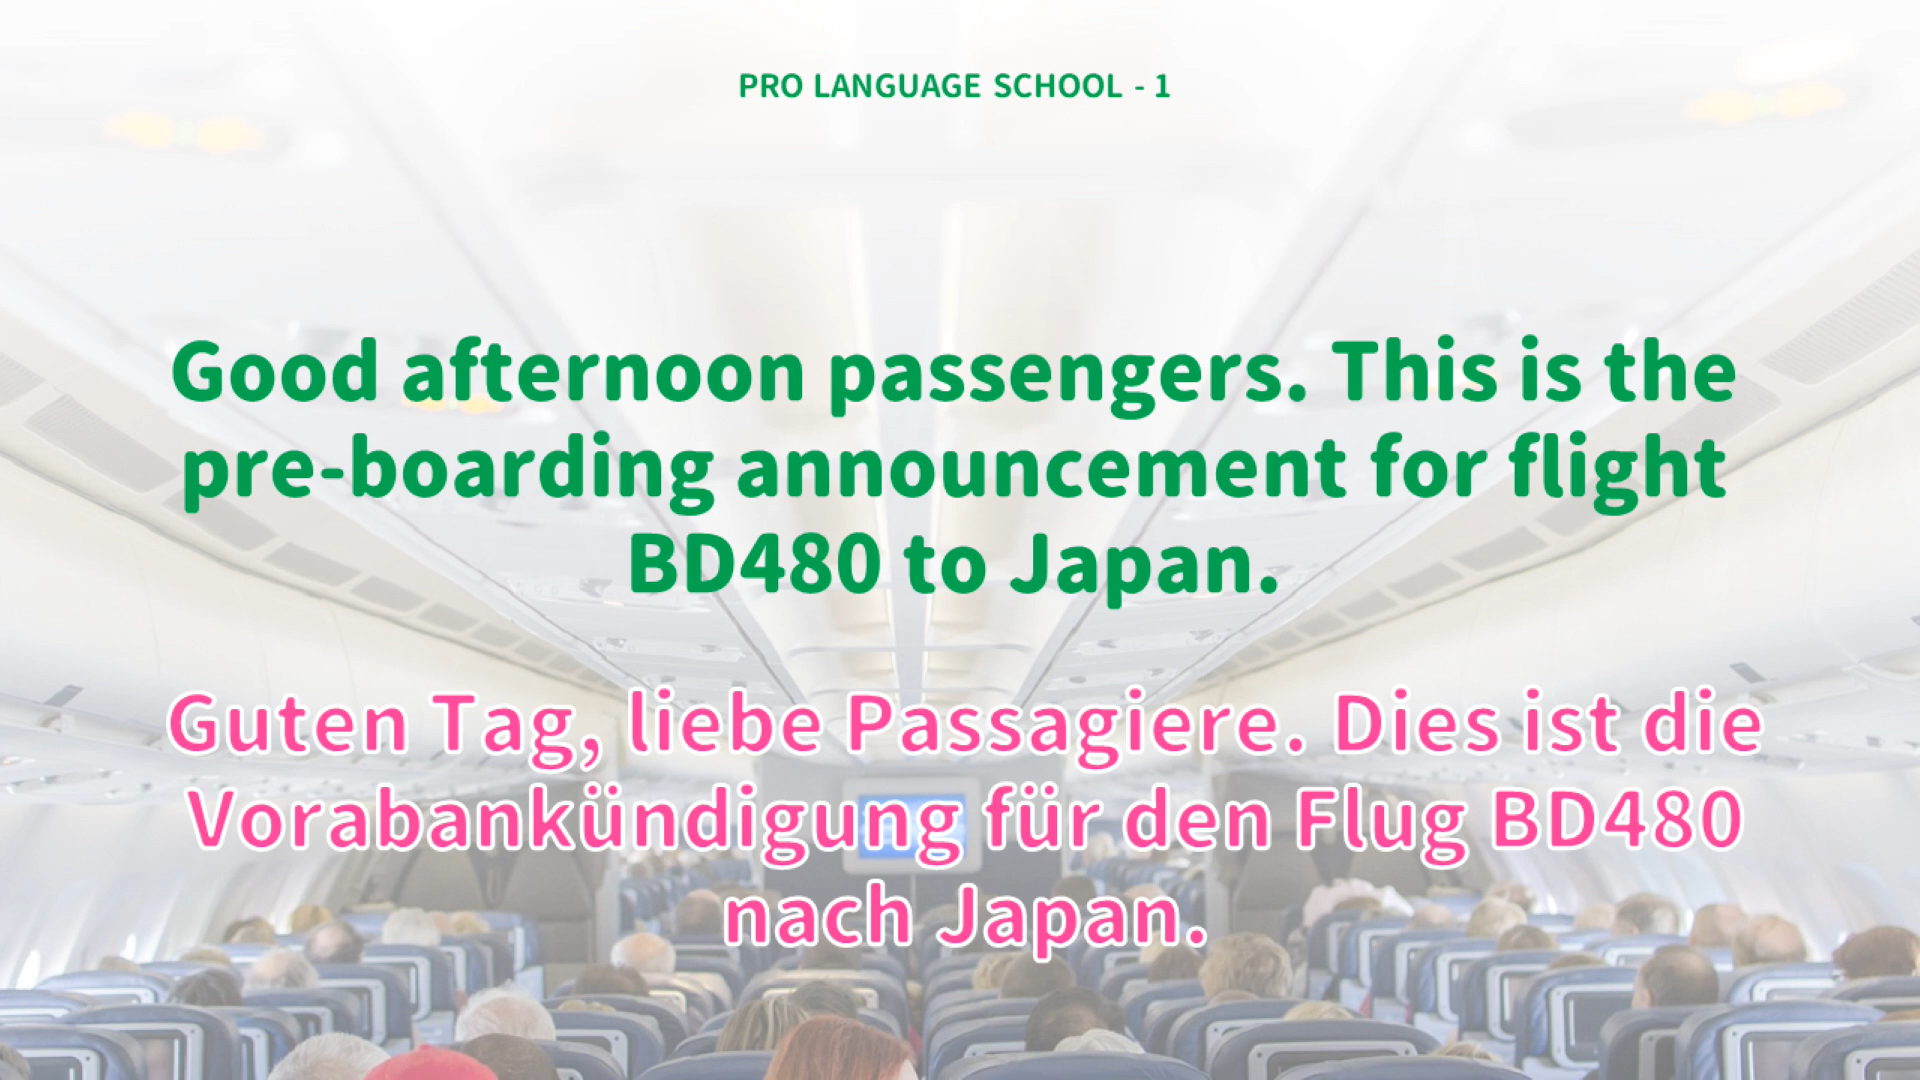 PRO LANGUAGE SCHOOL - 1
Good afternoon passengers. This is the
pre-boarding announcement for flight
BD480 to Japan.
Guten Tag, liebe Passagiere. Dies ist die
Vorabankündigung für den Flug BD480
nach Japan.